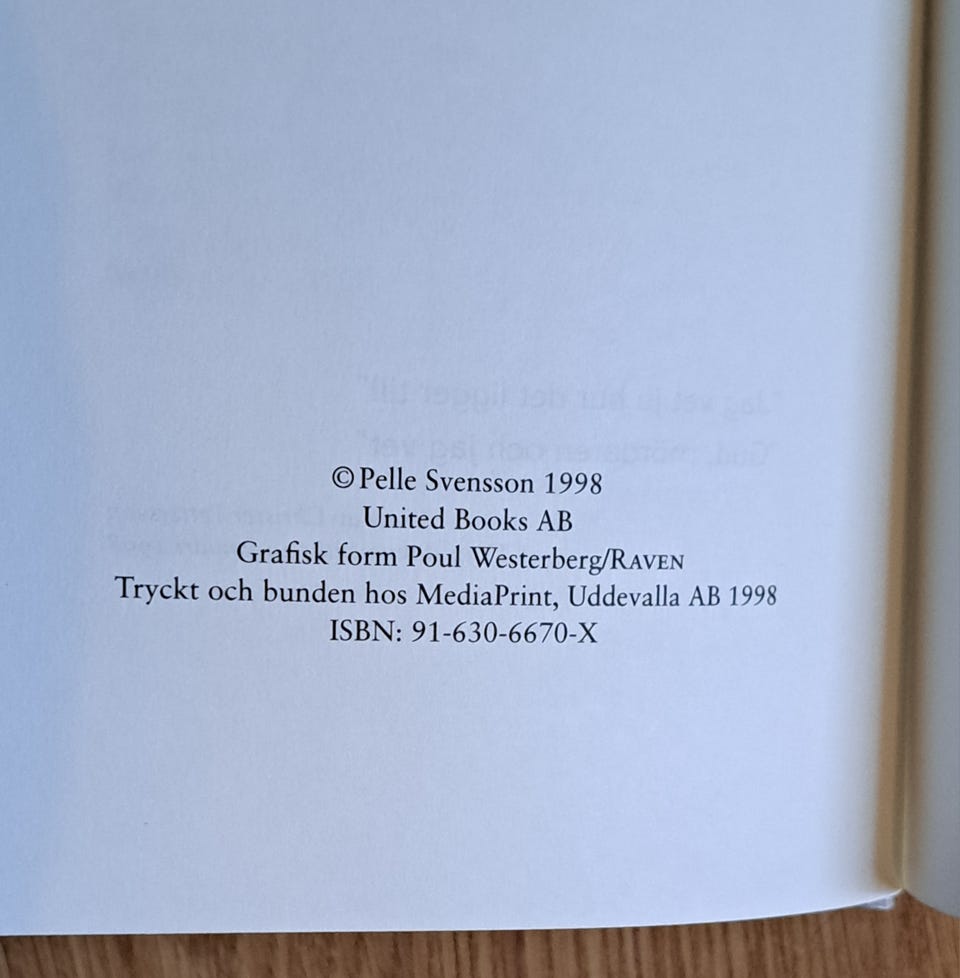 © Pelle Svensson 1998
United Books AB
Grafisk form Poul Westerberg/RAVEN
Tryckt och bunden hos MediaPrint, Uddevalla AB 1998
ISBN: 91-630-6670-X